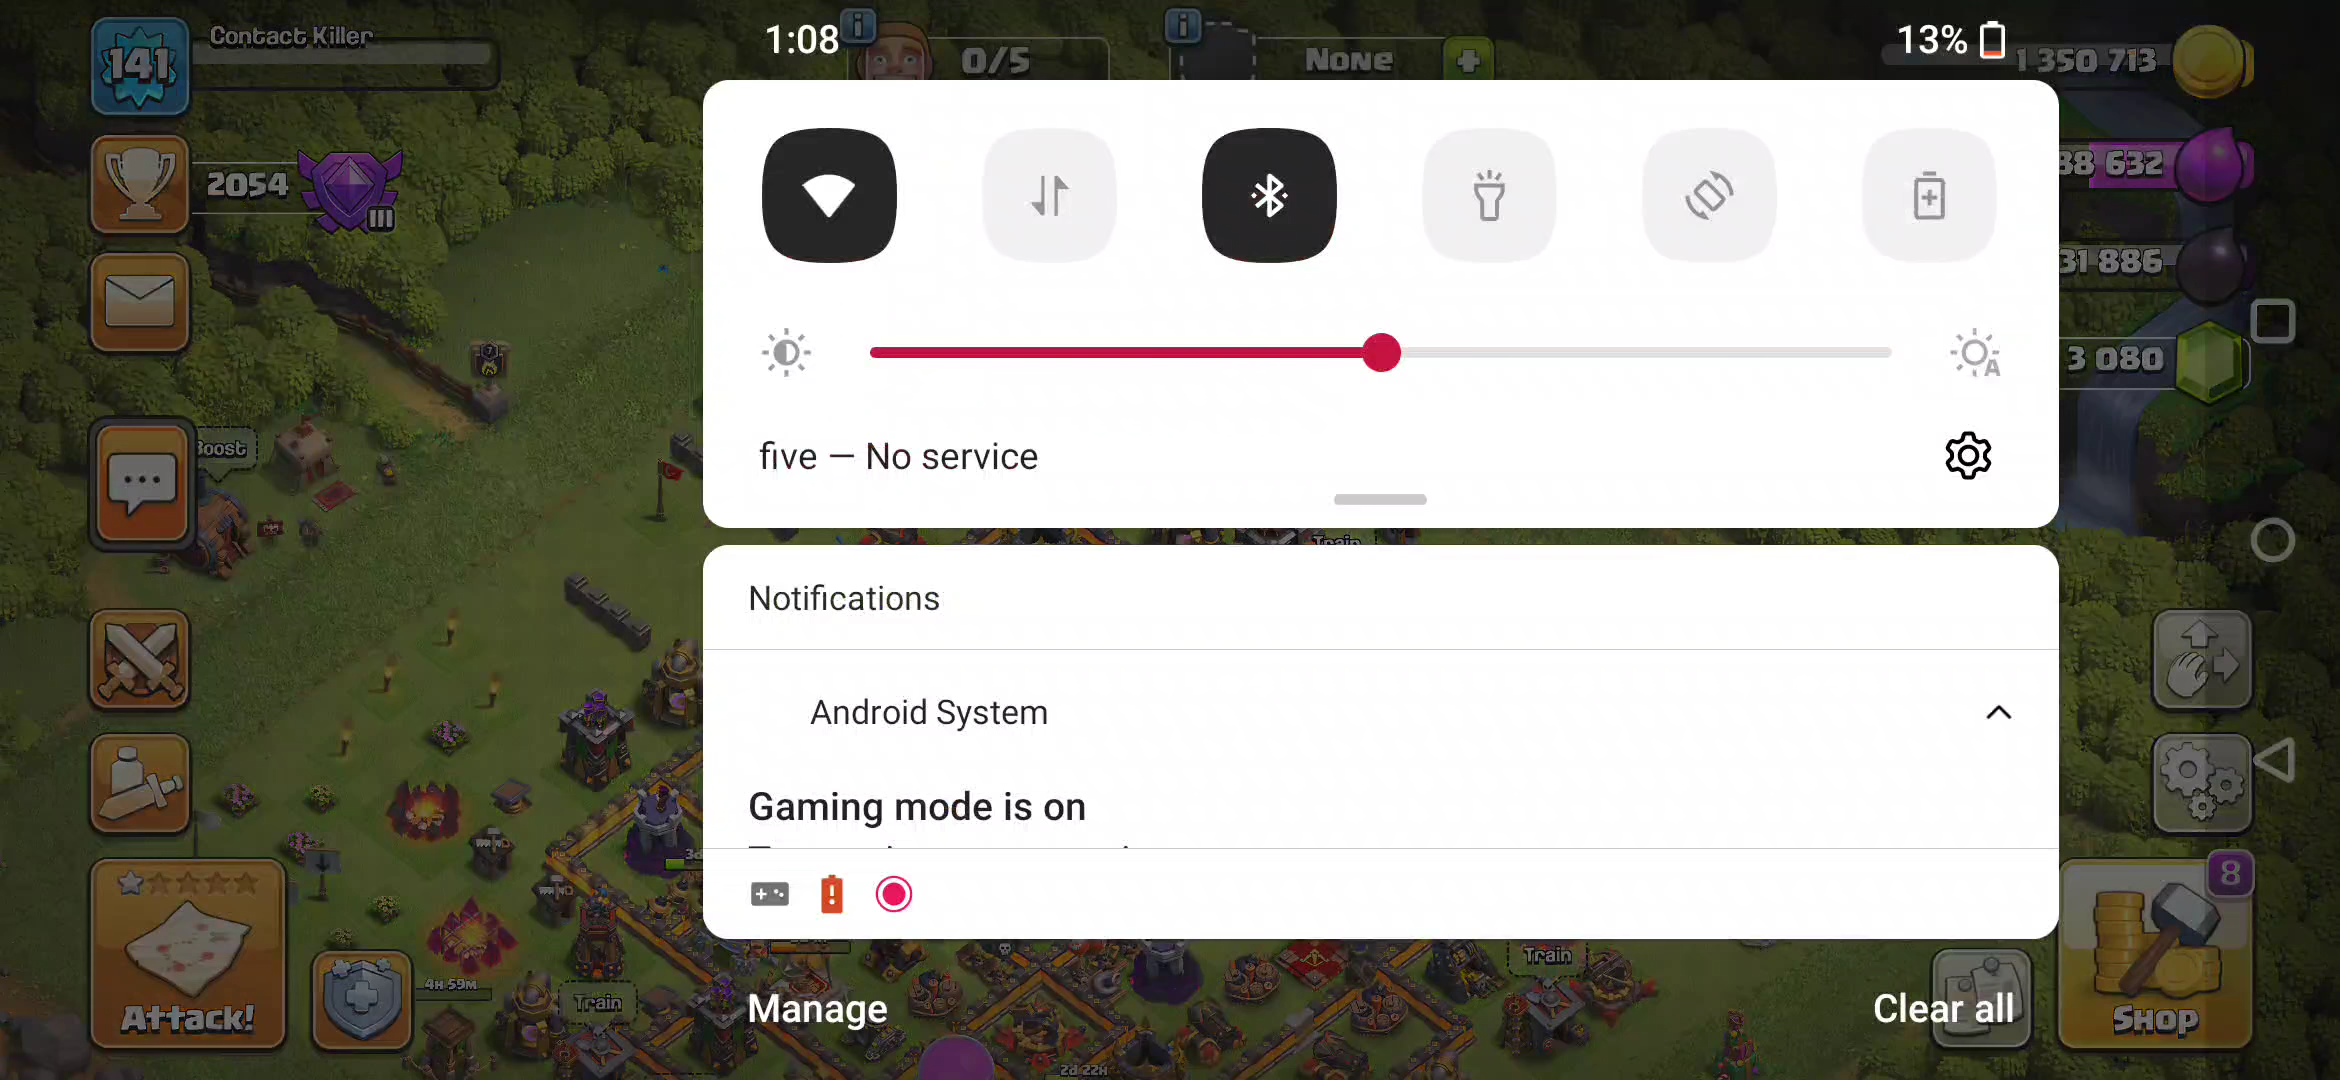 141
Contact Killer
1:08
0/5
None
13%
1 350 713
2054
88 632
31 886
3 080
Boost
five — No service
Train
Notifications
Android System
Gaming mode is on
8
4H 59M
Train
Train
Attack!
Manage
Clear all
Shop
2d 22H